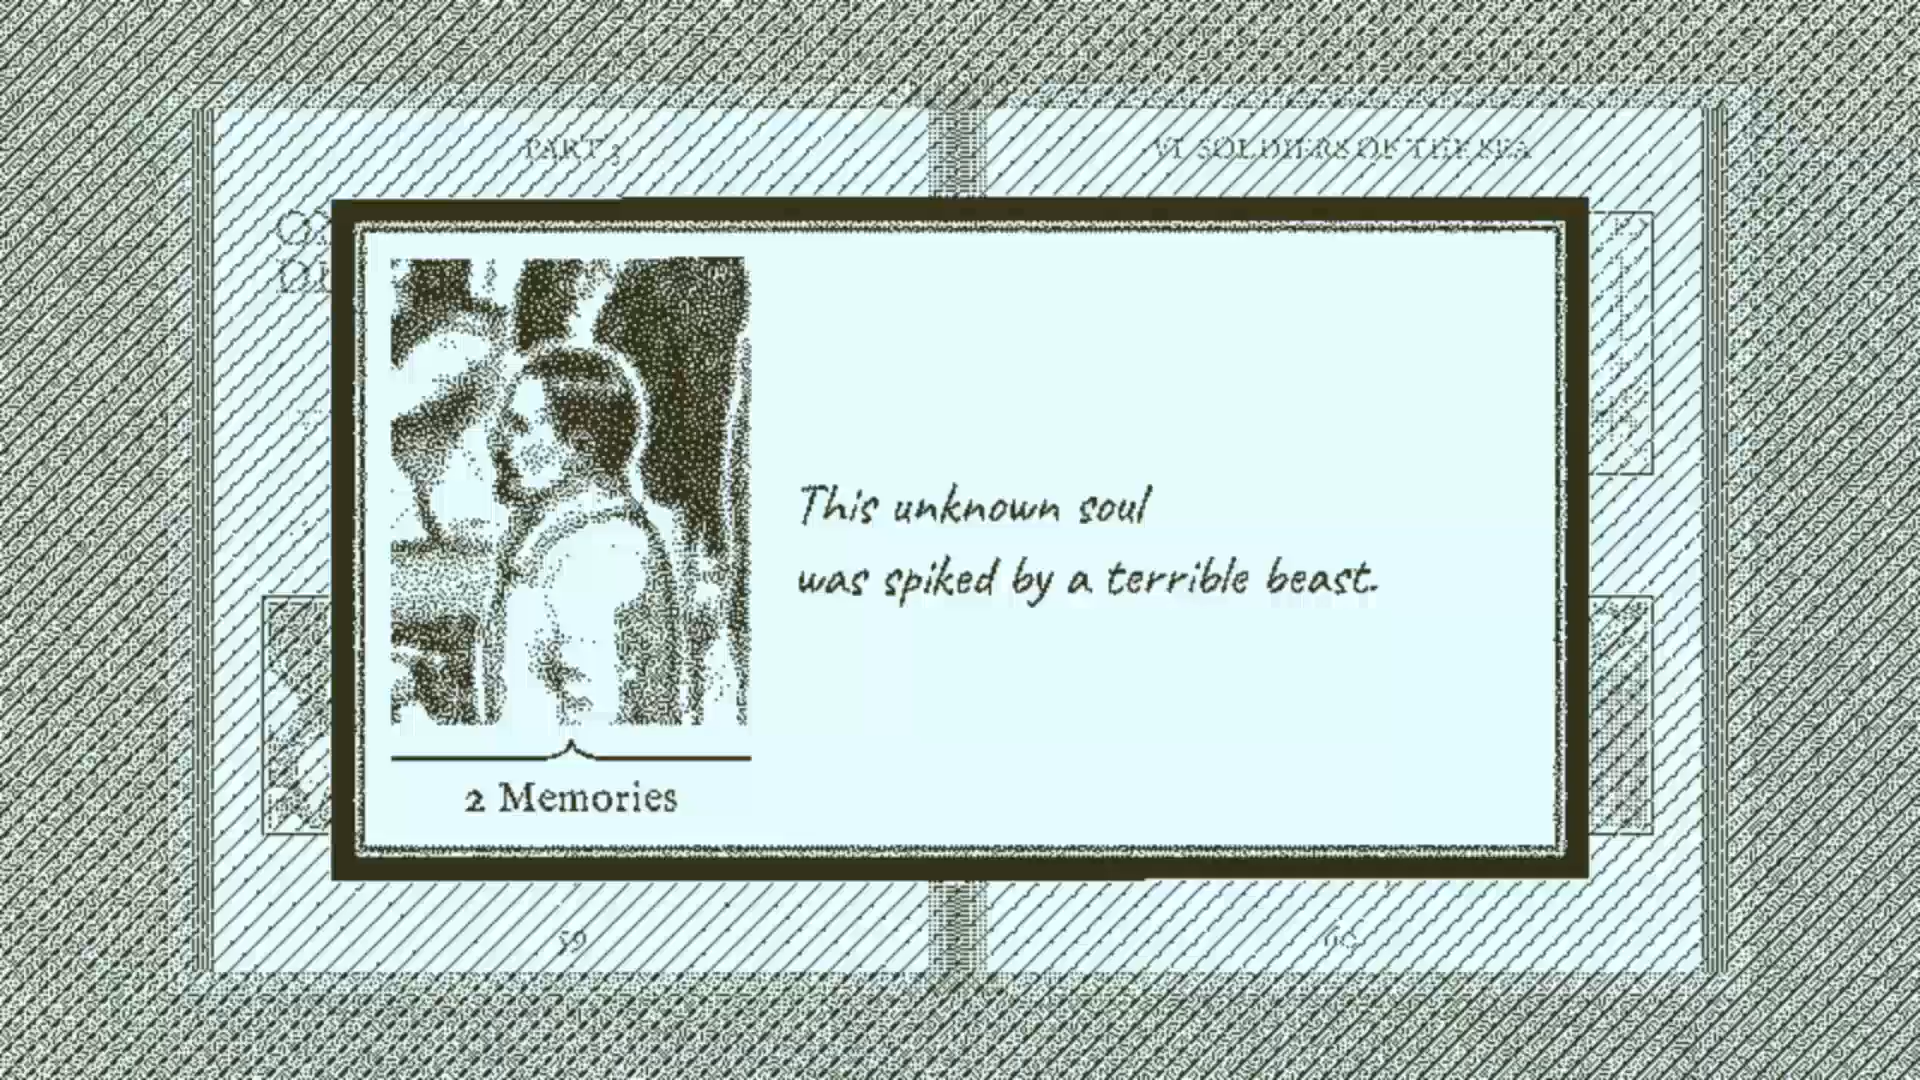 PART 3
VI SOLDIERS OF THE SEA
This unknown soul
was spiked by a terrible beast.
2 Memories
59
60